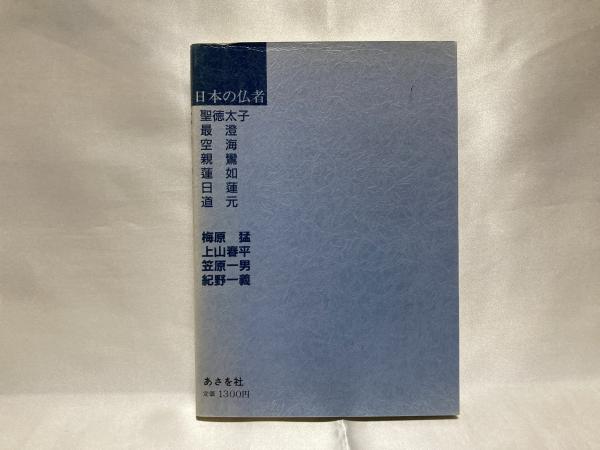 日本の仏者
聖徳太子
最澄
空海
親鸞
蓮如
日蓮
道元
梅原猛
上山春平
笠原一男
紀野一義
あさを社
定価1300円